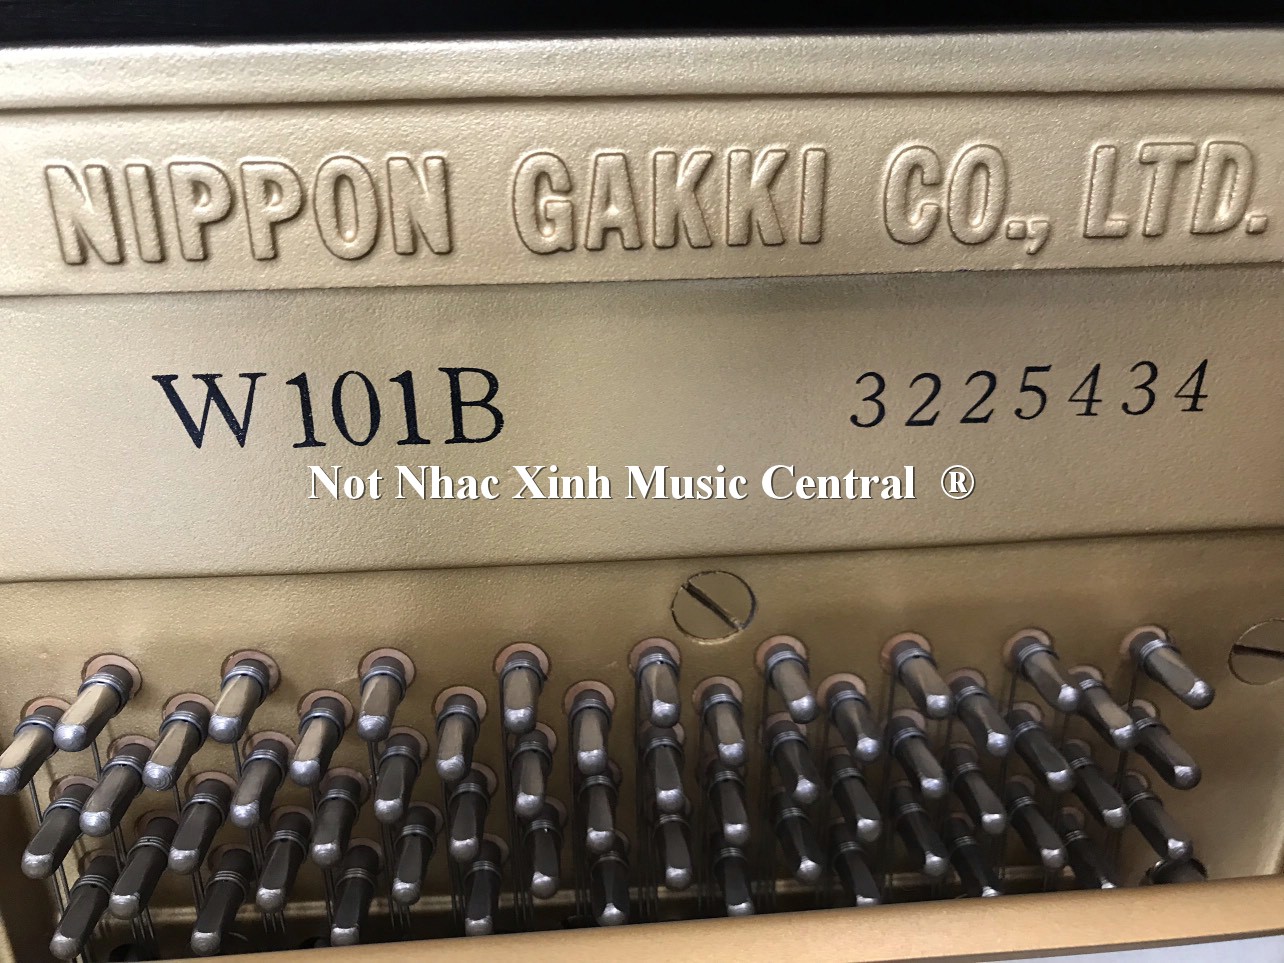 NIPPON GAKKI CO., LTD.
W101B 3225434
Not Nhac Xinh Music Central ®